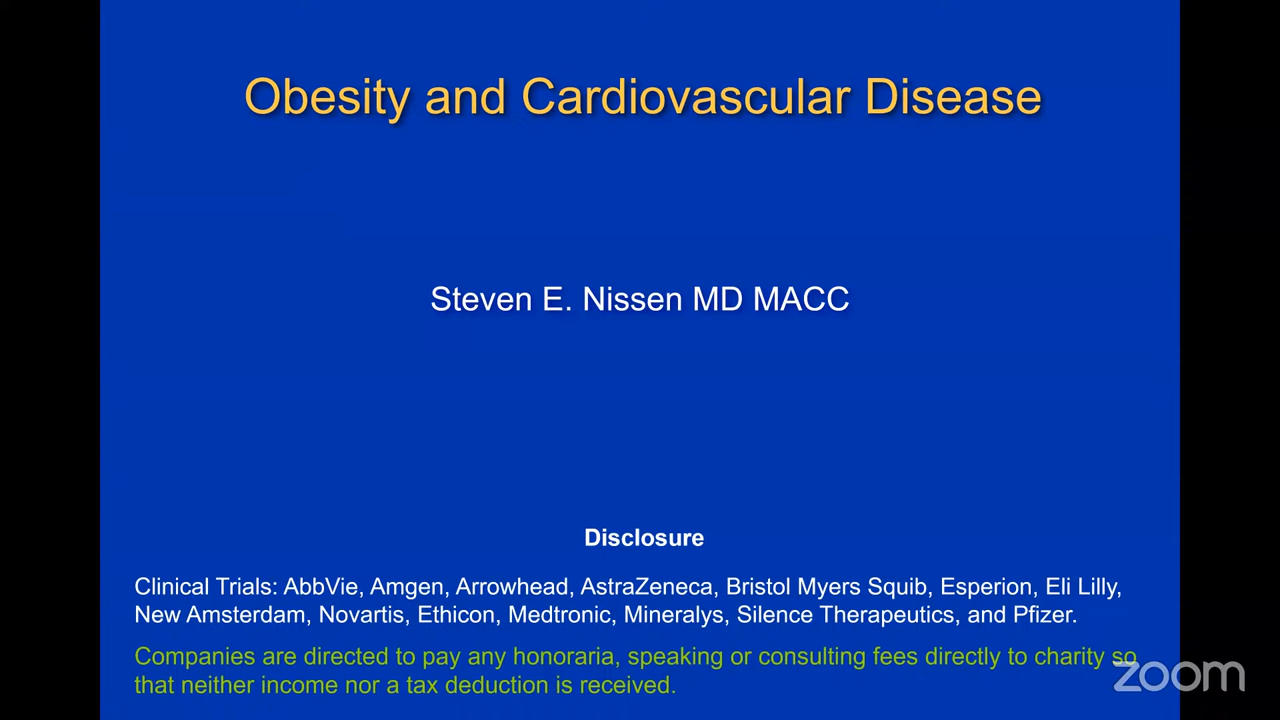 Obesity and Cardiovascular Disease
Steven E. Nissen MD MACC
Disclosure
Clinical Trials: AbbVie, Amgen, Arrowhead, AstraZeneca, Bristol Myers Squib, Esperion, Eli Lilly,
New Amsterdam, Novartis, Ethicon, Medtronic, Mineralys, Silence Therapeutics, and Pfizer.
Companies are directed to pay any honoraria, speaking or consulting fees directly to charity so
that neither income nor a tax deduction is received.
zoom